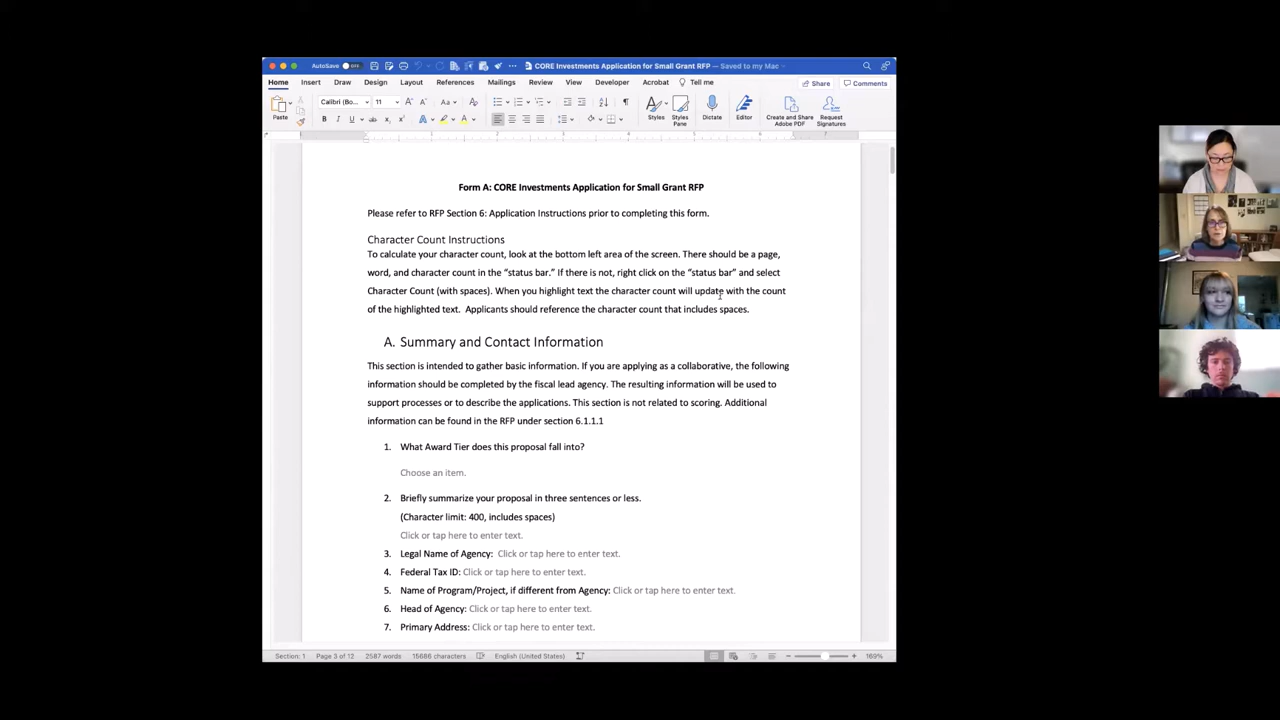 AutoSave OFF
CORE Investments Application for Small Grant RFP — Saved to my Mac
Home Insert Draw Design Layout References Mailings Review View Developer Acrobat Tell me Share Comments
Calibri (Bo... 11
Paste Styles Styles Pane Dictate Editor Create and Share Adobe PDF Request Signatures
Form A: CORE Investments Application for Small Grant RFP
Please refer to RFP Section 6: Application Instructions prior to completing this form.
Character Count Instructions
To calculate your character count, look at the bottom left area of the screen. There should be a page,
word, and character count in the “status bar.” If there is not, right click on the “status bar” and select
Character Count (with spaces). When you highlight text the character count will update with the count
of the highlighted text.  Applicants should reference the character count that includes spaces.
A. Summary and Contact Information
This section is intended to gather basic information. If you are applying as a collaborative, the following
information should be completed by the fiscal lead agency. The resulting information will be used to
support processes or to describe the applications. This section is not related to scoring. Additional
information can be found in the RFP under section 6.1.1.1
1. What Award Tier does this proposal fall into?
Choose an item.
2. Briefly summarize your proposal in three sentences or less.
(Character limit: 400, includes spaces)
Click or tap here to enter text.
3. Legal Name of Agency:  Click or tap here to enter text.
4. Federal Tax ID: Click or tap here to enter text.
5. Name of Program/Project, if different from Agency: Click or tap here to enter text.
6. Head of Agency: Click or tap here to enter text.
7. Primary Address: Click or tap here to enter text.
Section: 1 Page 3 of 12 2587 words 15686 characters English (United States) 169%